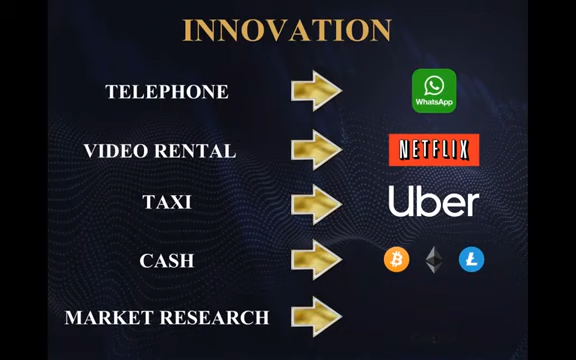 INNOVATION
TELEPHONE
WhatsApp
VIDEO RENTAL
NETFLIX
TAXI
Uber
CASH
MARKET RESEARCH